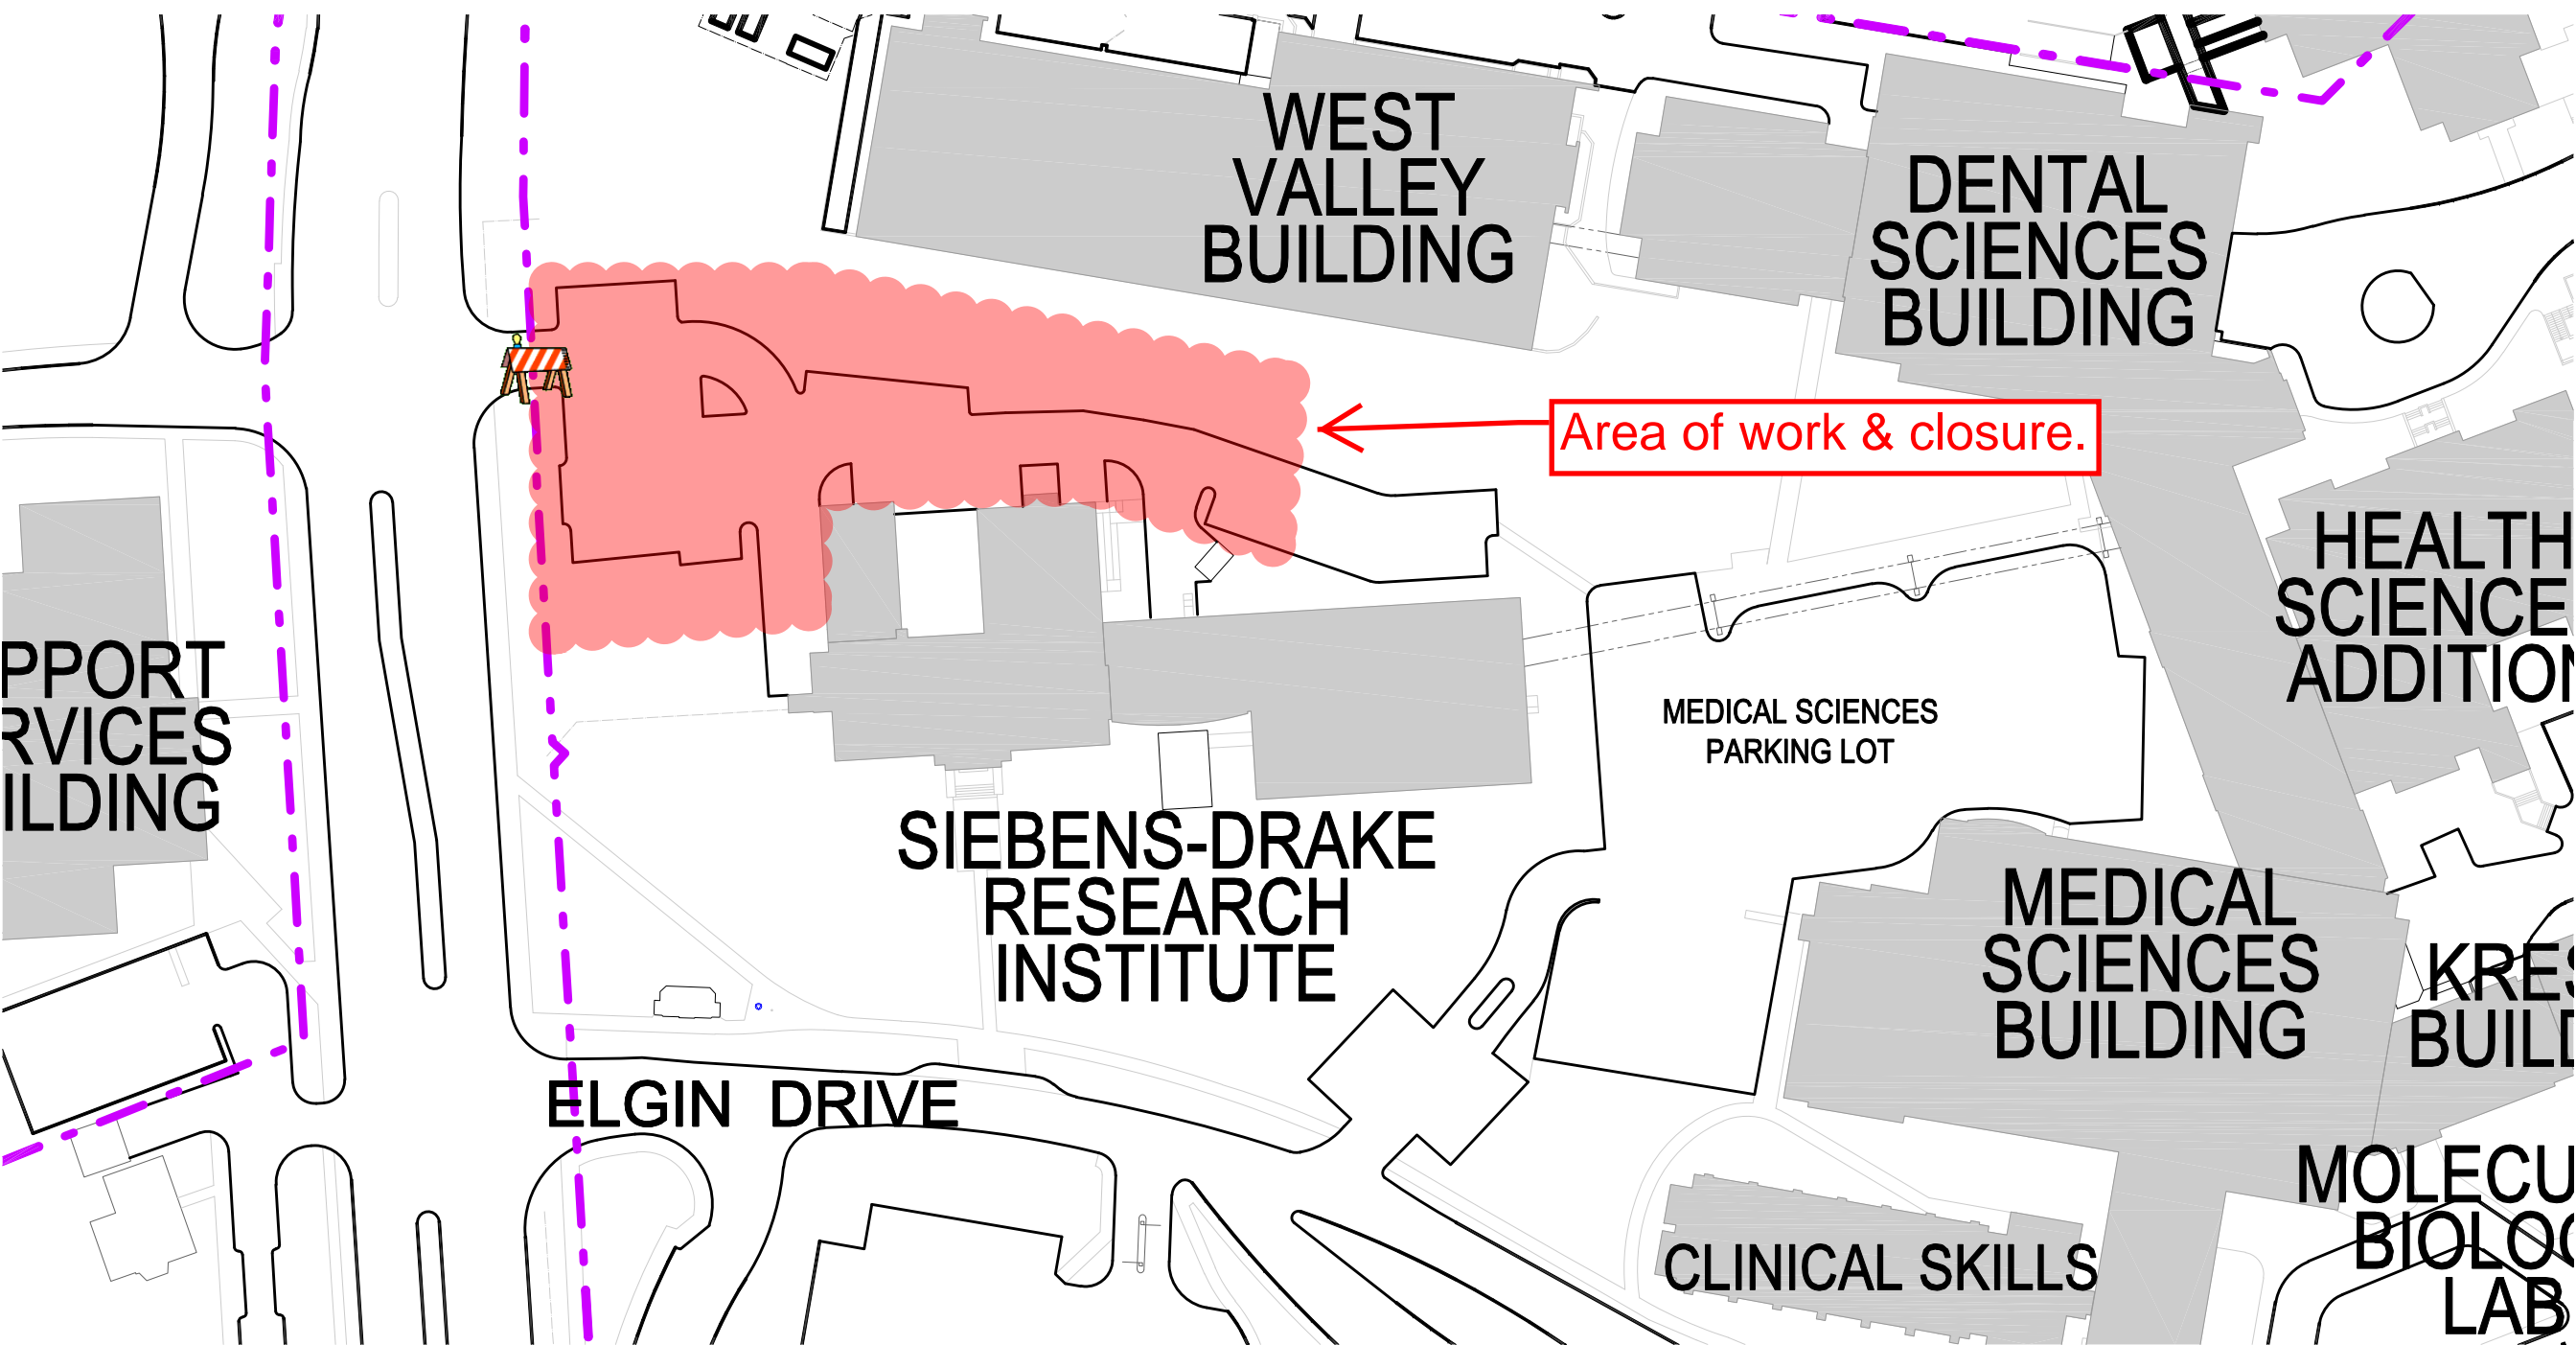 WEST
VALLEY
BUILDING
DENTAL
SCIENCES
BUILDING
Area of work & closure.
HEALTH
SCIENCE
ADDITION
PPORT
RVICES
ILDING
MEDICAL SCIENCES
PARKING LOT
SIEBENS-DRAKE
RESEARCH
INSTITUTE
MEDICAL
SCIENCES
BUILDING
KRES
BUILD
ELGIN DRIVE
MOLECU
BIOLOG
LAB
CLINICAL SKILLS